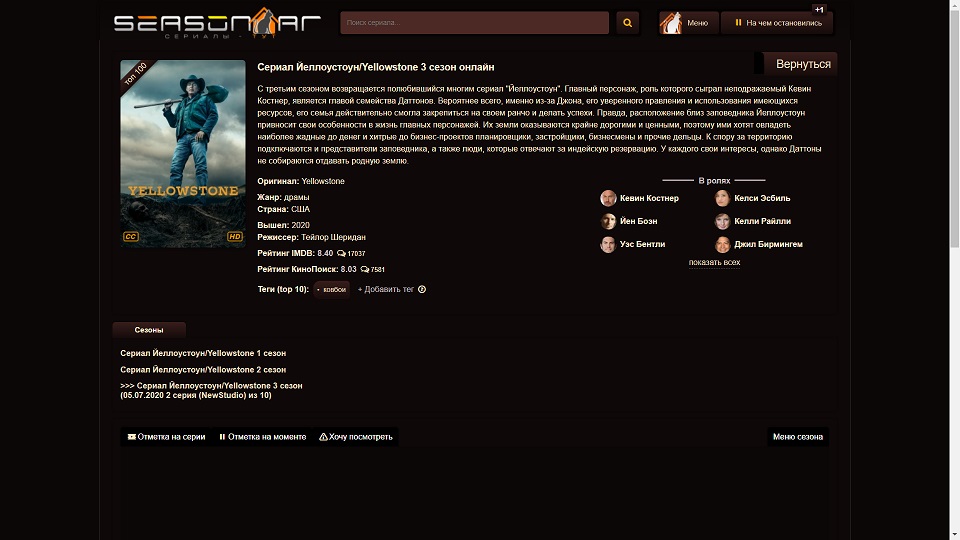 SEASONVAR
СЕРИАЛЫ - ТУТ
Поиск сериала...
Меню
На чем остановились
+1
топ 100
YELLOWSTONE
CC
HD
Сериал Йеллоустоун/Yellowstone 3 сезон онлайн
Вернуться
С третьим сезоном возвращается полюбившийся многим сериал "Йеллоустоун". Главный персонаж, роль которого сыграл неподражаемый Кевин
Костнер, является главой семейства Даттонов. Вероятнее всего, именно из-за Джона, его уверенного правления и использования имеющихся
ресурсов, его семья действительно смогла закрепиться на своем ранчо и делать успехи. Правда, расположение близ заповедника Йеллоустоун
привносит свои особенности в жизнь главных персонажей. Их земли оказываются крайне дорогими и ценными, поэтому ими хотят овладеть
наиболее жадные до денег и хитрые до бизнес-проектов планировщики, застройщики, бизнесмены и прочие дельцы. К спору за территорию
подключаются и представители заповедника, а также люди, которые отвечают за индейскую резервацию. У каждого свои интересы, однако Даттоны
не собираются отдавать родную землю.
Оригинал: Yellowstone
Жанр: драмы
Страна: США
Вышел: 2020
Режиссер: Тейлор Шеридан
Рейтинг IMDB: 8.40 17037
Рейтинг КиноПоиск: 8.03 7581
Теги (top 10): • ковбои + Добавить тег
В ролях
Кевин Костнер
Келси Эсбиль
Йен Боэн
Келли Райлли
Уэс Бентли
Джил Бирмингем
показать всех
Сезоны
Сериал Йеллоустоун/Yellowstone 1 сезон
Сериал Йеллоустоун/Yellowstone 2 сезон
>>> Сериал Йеллоустоун/Yellowstone 3 сезон
(05.07.2020 2 серия (NewStudio) из 10)
Отметка на серии
Отметка на моменте
Хочу посмотреть
Меню сезона